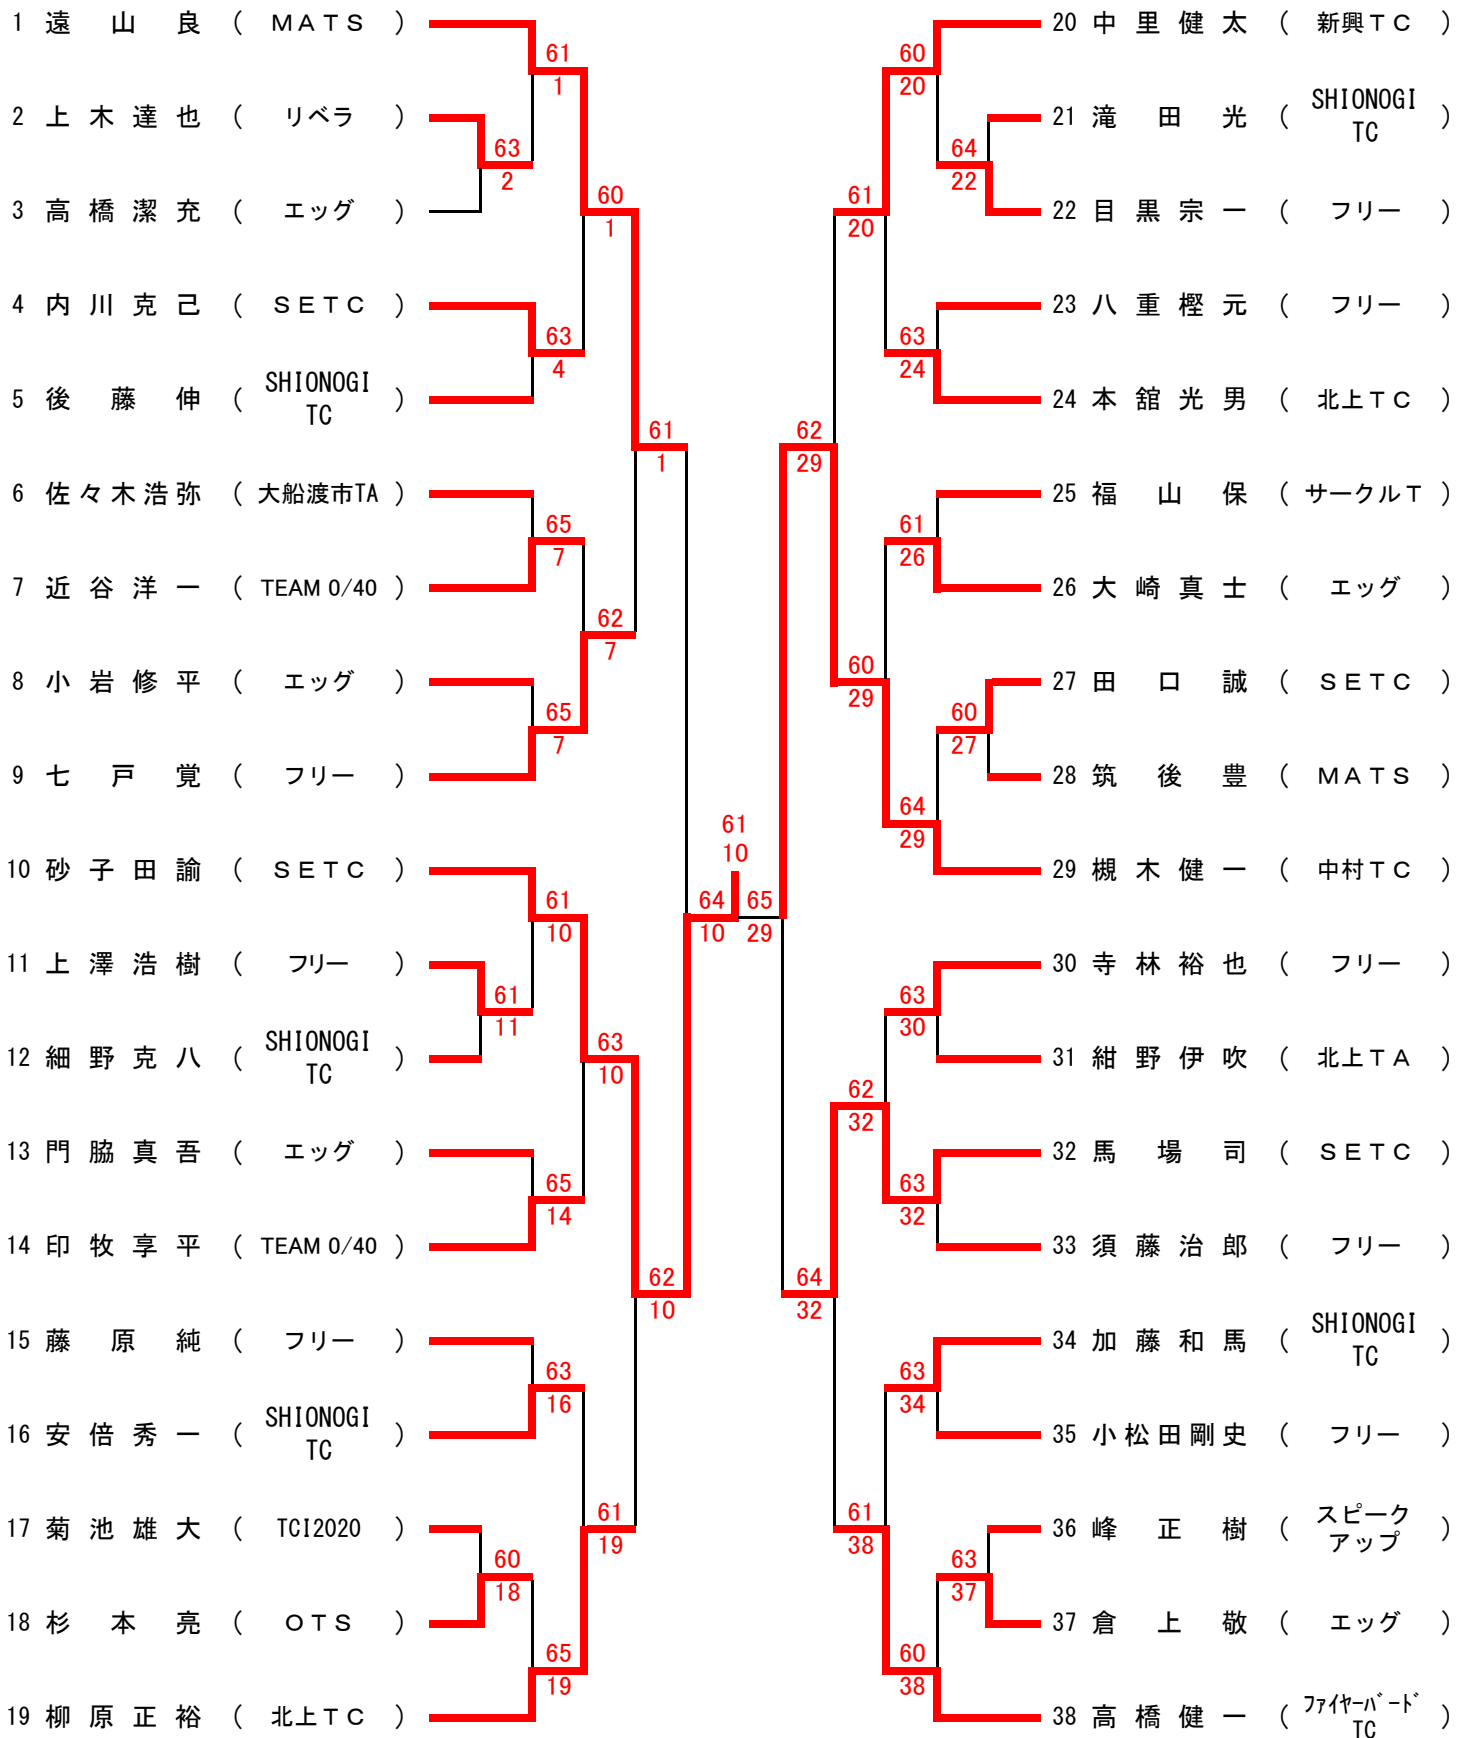 1 遠山良 ( MATS )
61
1
2 上木達也 ( リベラ )
63
2
3 高橋潔充 ( エッグ )
60
1
4 内川克己 ( SETC )
63
4
5 後藤伸 ( SHIONOGI
TC )
61
1
6 佐々木浩弥 ( 大船渡市TA )
65
7
7 近谷洋一 ( TEAM 0/40 )
62
7
8 小岩修平 ( エッグ )
65
7
9 七戸覚 ( フリー )
10 砂子田諭 ( SETC )
61
10
11 上澤浩樹 ( フリー )
61
11
12 細野克八 ( SHIONOGI
TC )
63
10
13 門脇真吾 ( エッグ )
65
14
14 印牧享平 ( TEAM 0/40 )
62
10
15 藤原純 ( フリー )
63
16
16 安倍秀一 ( SHIONOGI
TC )
61
19
17 菊池雄大 ( TCI2020 )
60
18
18 杉本亮 ( OTS )
65
19
19 柳原正裕 ( 北上TC )
64
10
61
10
65
29
20 中里健太 ( 新興TC )
60
20
21 滝田光 ( SHIONOGI
TC )
64
22
22 目黒宗一 ( フリー )
61
20
23 八重樫元 ( フリー )
63
24
24 本舘光男 ( 北上TC )
62
29
25 福山保 ( サークルT )
61
26
26 大崎真士 ( エッグ )
60
29
27 田口誠 ( SETC )
60
27
28 筑後豊 ( MATS )
64
29
29 槻木健一 ( 中村TC )
30 寺林裕也 ( フリー )
63
30
31 紺野伊吹 ( 北上TA )
62
32
32 馬場司 ( SETC )
63
32
33 須藤治郎 ( フリー )
64
32
34 加藤和馬 ( SHIONOGI
TC )
63
34
35 小松田剛史 ( フリー )
61
38
36 峰正樹 ( スピーク
アップ )
63
37
37 倉上敬 ( エッグ )
60
38
38 高橋健一 ( ファイヤーバード
TC )